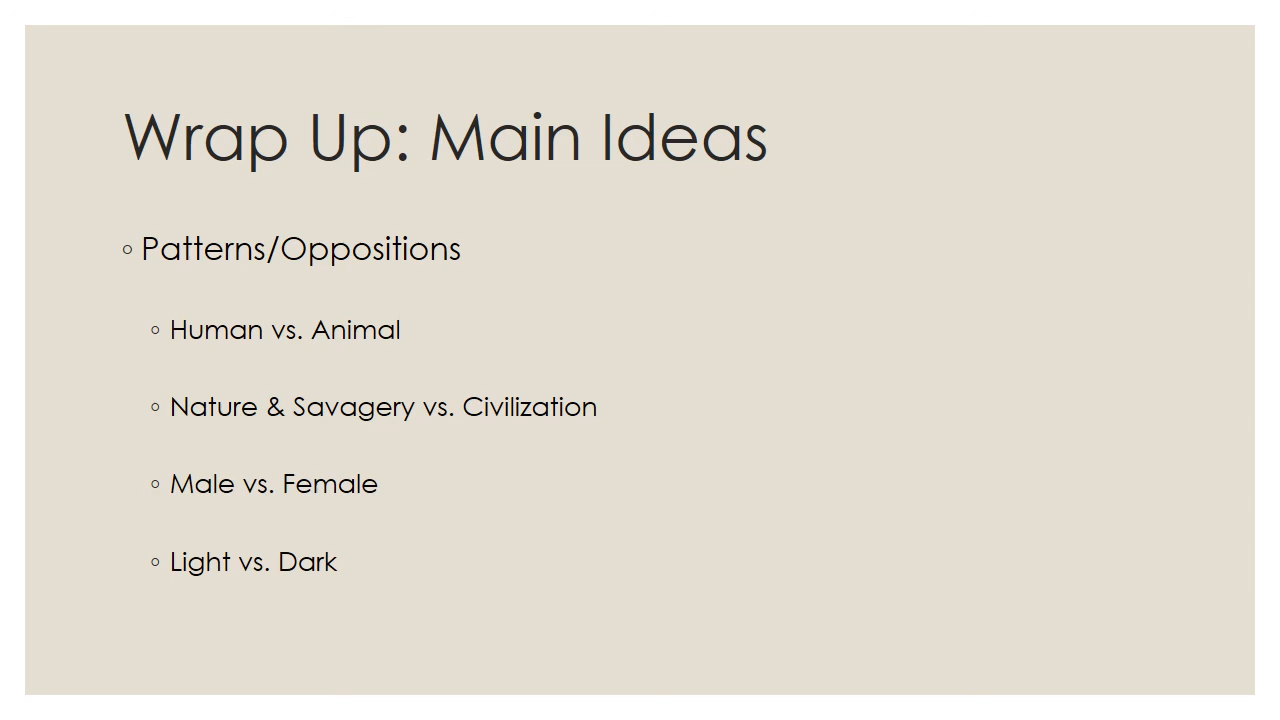 Wrap Up: Main Ideas
◦ Patterns/Oppositions
◦ Human vs. Animal
◦ Nature & Savagery vs. Civilization
◦ Male vs. Female
◦ Light vs. Dark